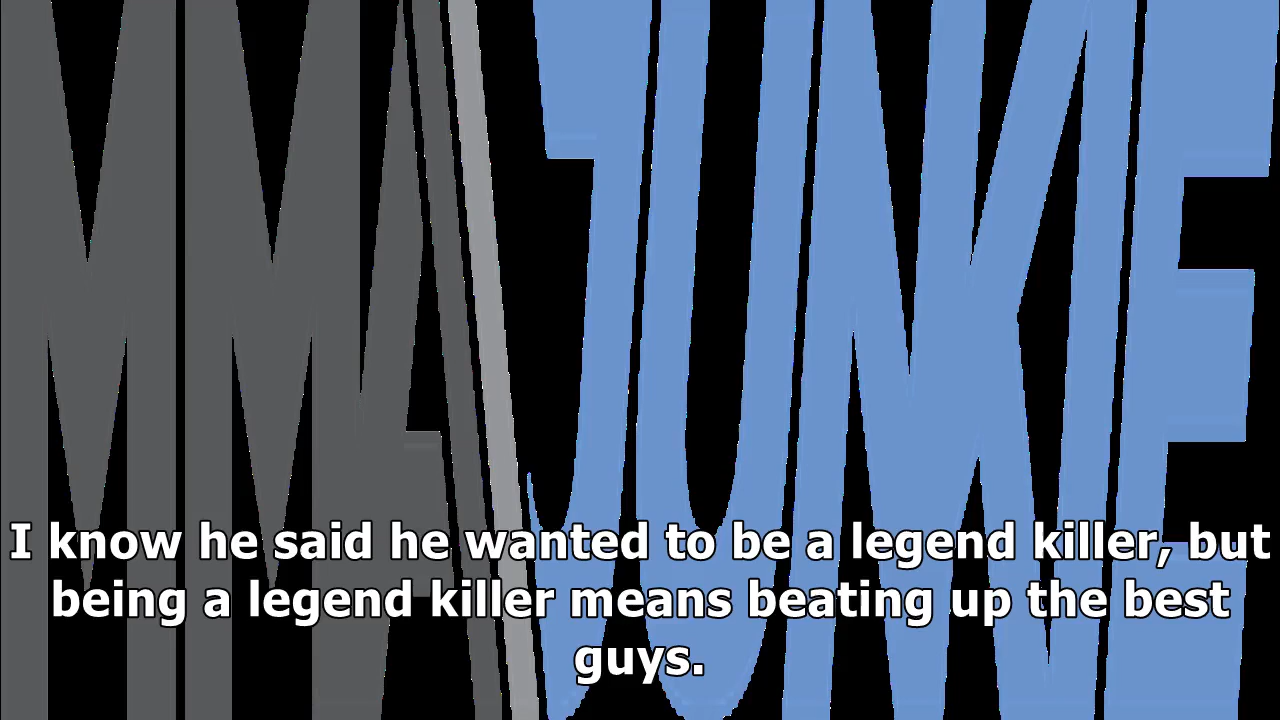 MMA JUNKIE
I know he said he wanted to be a legend killer, but
being a legend killer means beating up the best
guys.